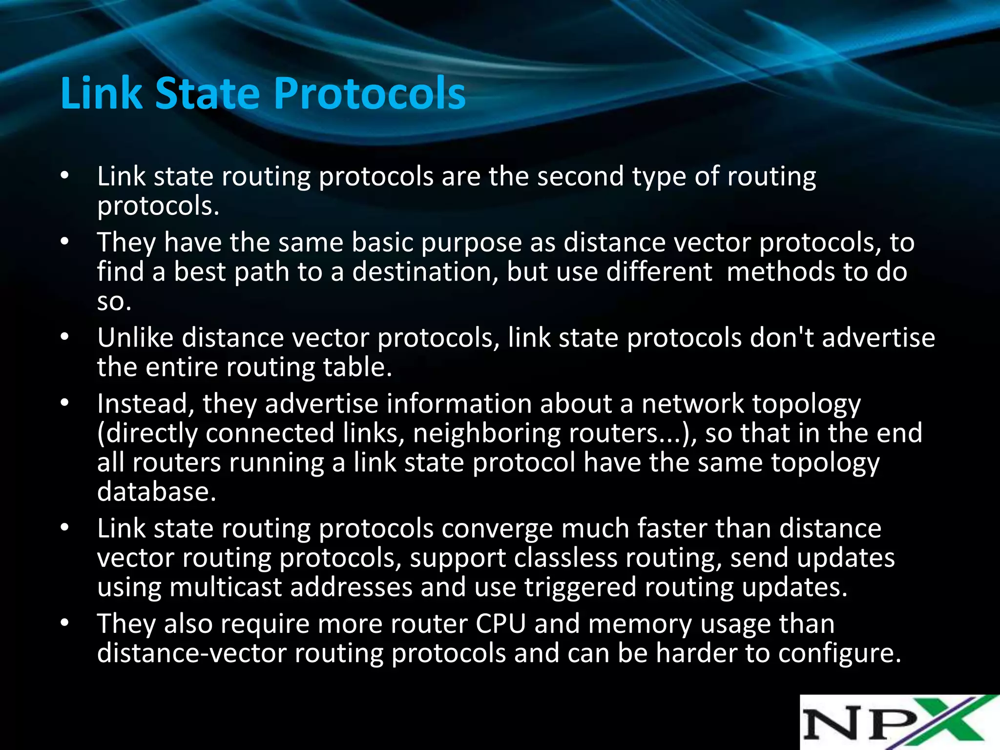 Link State Protocols
• Link state routing protocols are the second type of routing
protocols.
• They have the same basic purpose as distance vector protocols, to
find a best path to a destination, but use different  methods to do
so.
• Unlike distance vector protocols, link state protocols don't advertise
the entire routing table.
• Instead, they advertise information about a network topology
(directly connected links, neighboring routers...), so that in the end
all routers running a link state protocol have the same topology
database.
• Link state routing protocols converge much faster than distance
vector routing protocols, support classless routing, send updates
using multicast addresses and use triggered routing updates.
• They also require more router CPU and memory usage than
distance-vector routing protocols and can be harder to configure.
NPX